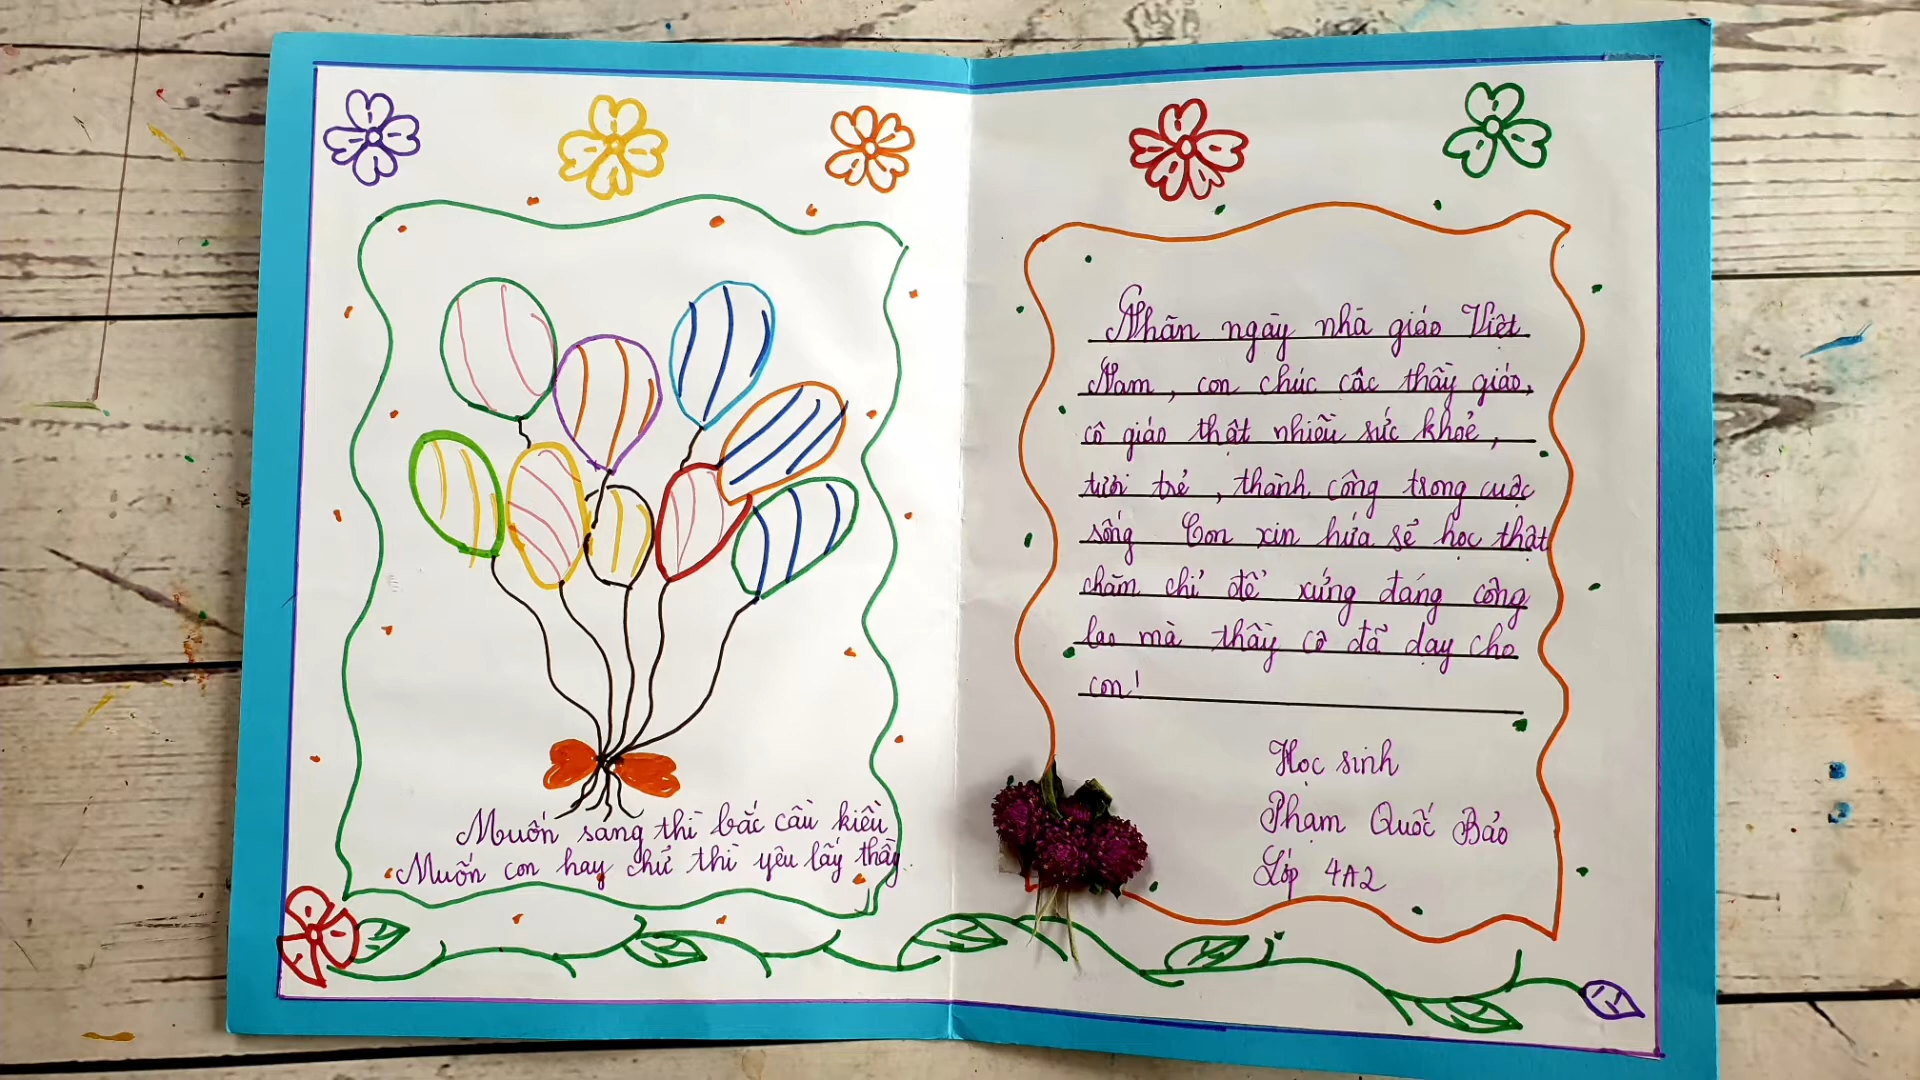 Muốn sang thì bắc cầu kiều
Muốn con hay chữ thì yêu lấy thầy.
Nhân ngày nhà giáo Việt
Nam, con chúc các thầy giáo,
cô giáo thật nhiều sức khoẻ,
tươi trẻ, thành công trong cuộc
sống Con xin hứa sẽ học thật
chăm chỉ để xứng đáng công
lao mà thầy cô đã dạy cho
con!
Học sinh
Phạm Quốc Bảo
Lớp 4A2